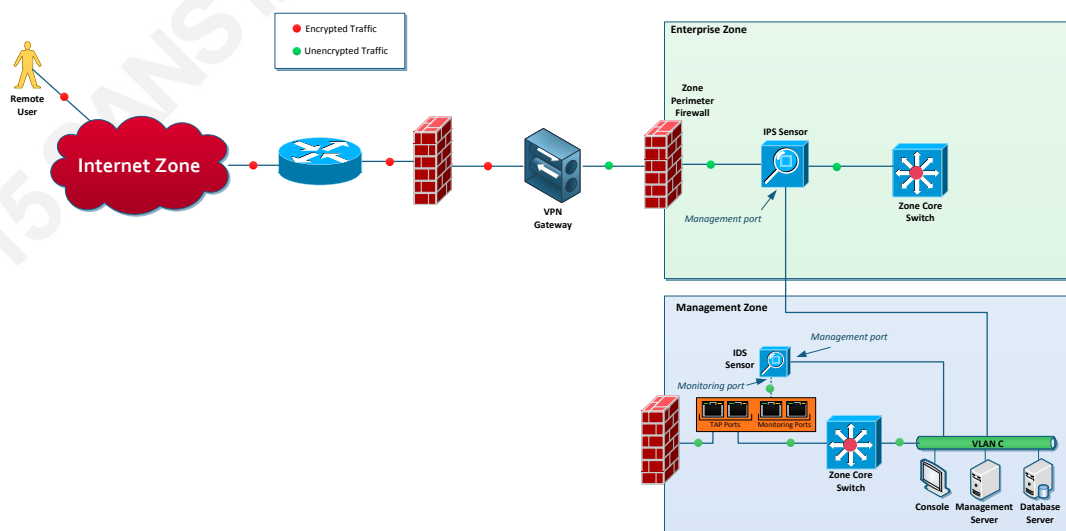 Encrypted Traffic
Unencrypted Traffic
Remote
User
Internet Zone
VPN
Gateway
Enterprise Zone
Zone
Perimeter
Firewall
IPS Sensor
Management port
Zone Core
Switch
Management Zone
Management port
IDS
Sensor
Monitoring port
TAP Ports
Monitoring Ports
Zone Core
Switch
VLAN C
Console
Management
Server
Database
Server
15 SANS